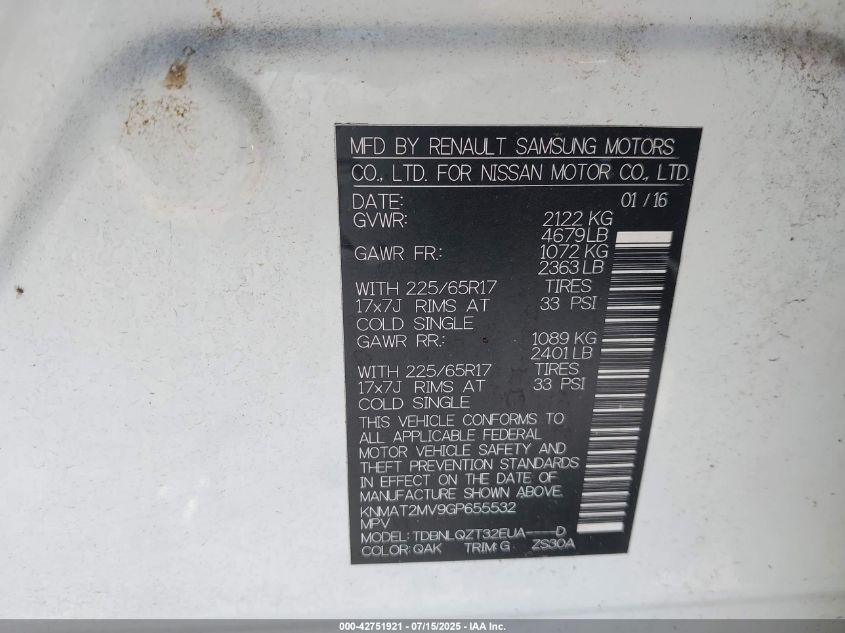 MFD BY RENAULT SAMSUNG MOTORS
CO., LTD. FOR NISSAN MOTOR CO., LTD.
DATE: 01 / 16
GVWR: 2122 KG
4679 LB
GAWR FR.: 1072 KG
2363 LB
WITH 225/65R17 TIRES
17x7J RIMS AT 33 PSI
COLD SINGLE
GAWR RR.: 1089 KG
2401 LB
WITH 225/65R17 TIRES
17x7J RIMS AT 33 PSI
COLD SINGLE
THIS VEHICLE CONFORMS TO
ALL APPLICABLE FEDERAL
MOTOR VEHICLE SAFETY AND
THEFT PREVENTION STANDARDS
IN EFFECT ON THE DATE OF
MANUFACTURE SHOWN ABOVE.
KNMAT2MV9GP655532
MPV
MODEL: TDBNLQZT32EUA----D
COLOR: QAK TRIM: G ZS30A
000-42751921 - 07/15/2025 - IAA Inc.